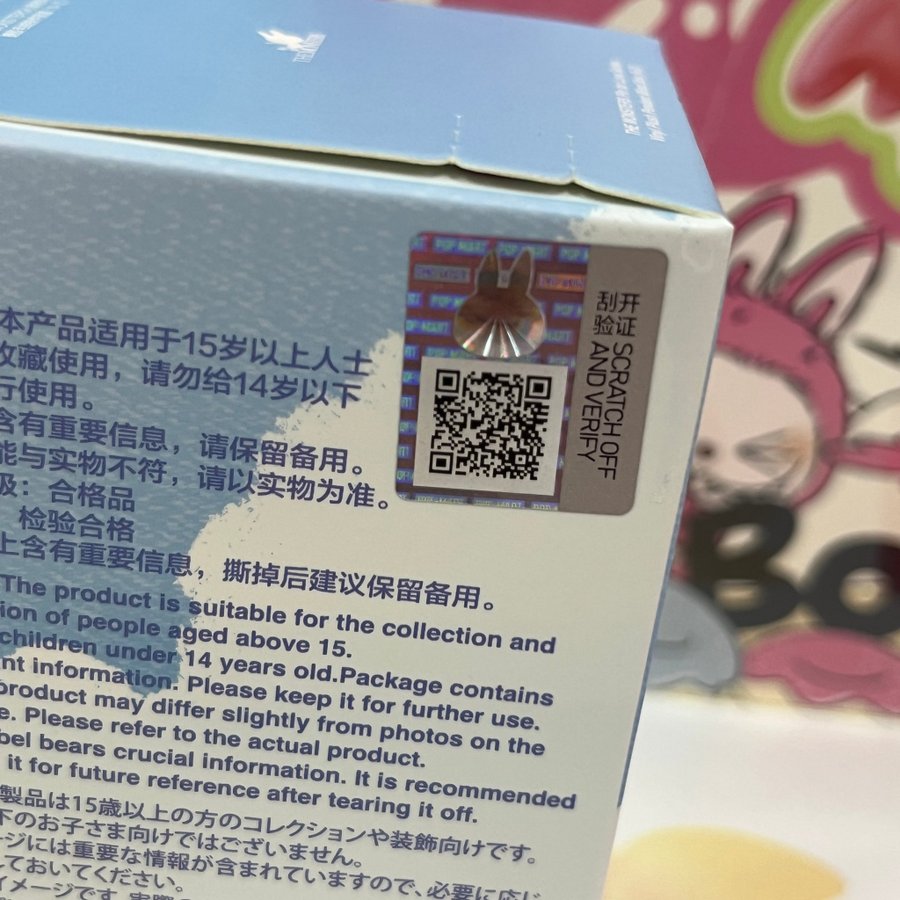 THE MONSTERS
POP MART
POP MART
刮开
验证
SCRATCH OFF
AND VERIFY
本产品适用于15岁以上人士
收藏使用，请勿给14岁以下
行使用。
含有重要信息，请保留备用。
能与实物不符，请以实物为准。
级：合格品
检验合格
上含有重要信息，撕掉后建议保留备用。
The product is suitable for the collection and
ion of people aged above 15.
children under 14 years old.Package contains
nt information. Please keep it for further use.
product may differ slightly from photos on the
e. Please refer to the actual product.
bel bears crucial information. It is recommended
it for future reference after tearing it off.
製品は15歳以上の方のコレクションや装飾向けです。
下のお子さま向けではございません。
ージには重要な情報が含まれていますので、必要に応じ
しておいてください。
イメージです。実際の
Bo